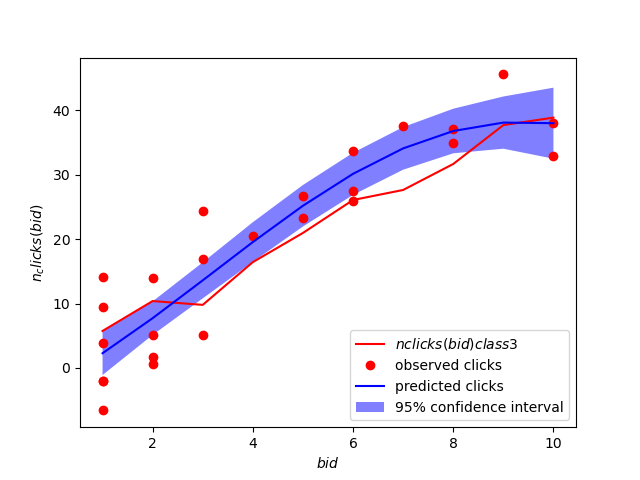 40
30
20
10
0
n_clicks(bid)
2
4
6
8
10
bid
nclicks(bid)class3
observed clicks
predicted clicks
95% confidence interval